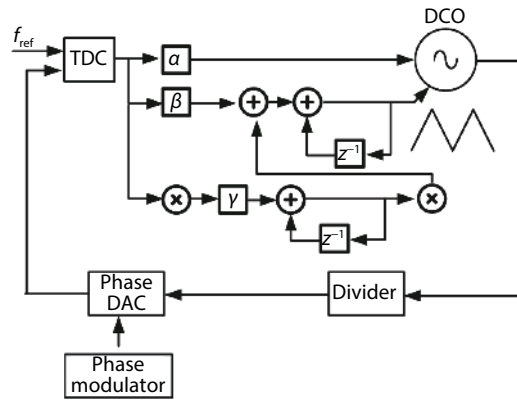 DCO
f_ref
TDC
α
β
+
+
z⁻¹
×
γ
+
×
z⁻¹
Phase
DAC
Divider
Phase
modulator